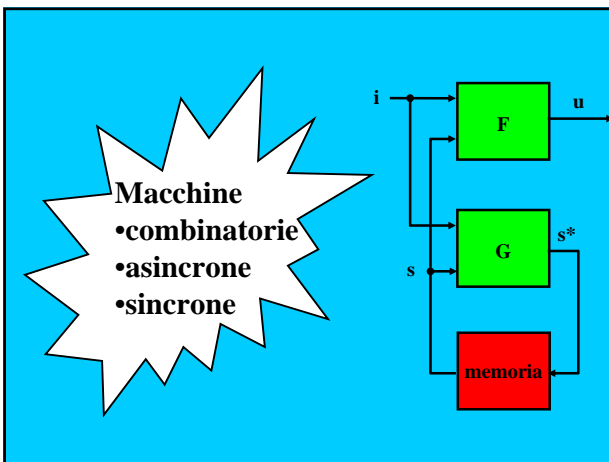 Macchine
•combinatorie
•asincrone
•sincrone
i
F
u
G
s*
s
memoria